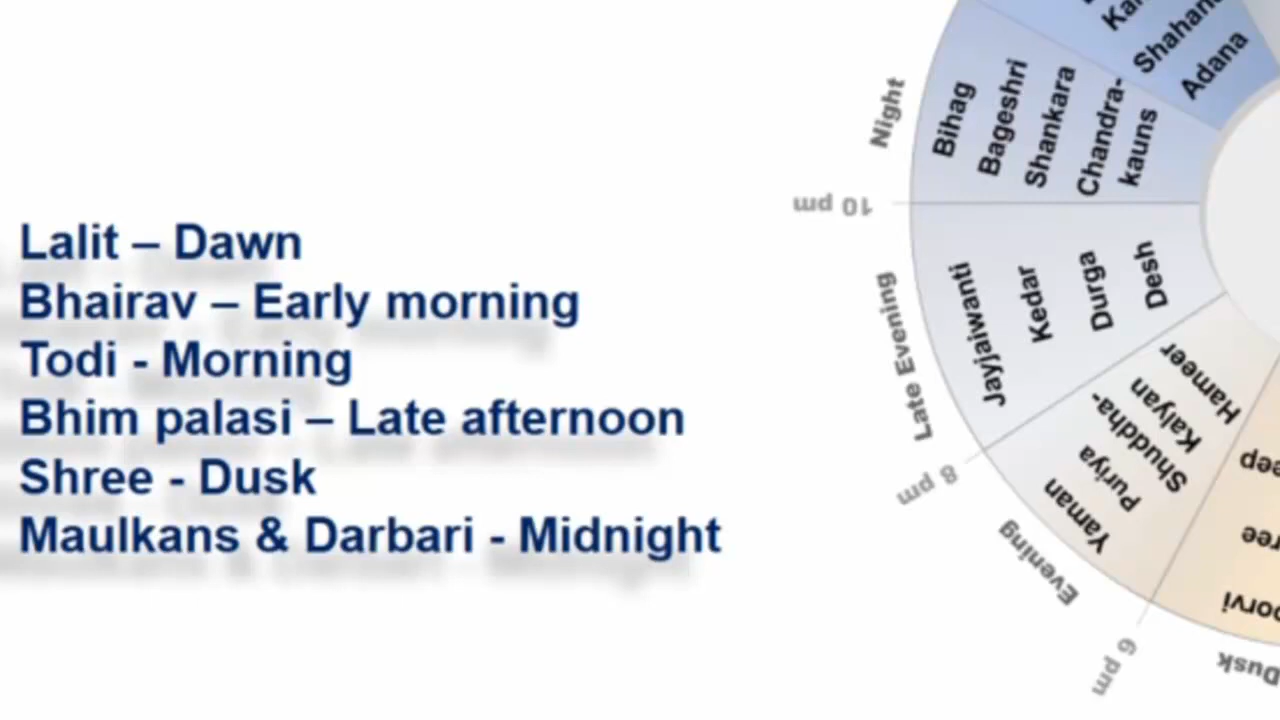 Lalit – Dawn
Bhairav – Early morning
Todi - Morning
Bhim palasi – Late afternoon
Shree - Dusk
Maulkans & Darbari - Midnight
Adana
Night
Bihag
Bageshri
Shankara
Chandra-
kauns
10 pm
Late Evening
Jayjaiwanti
Kedar
Durga
Desh
8 pm
Evening
Yaman
Puriya
Shuddha-
Kalyan
Hameer
6 pm
Dusk